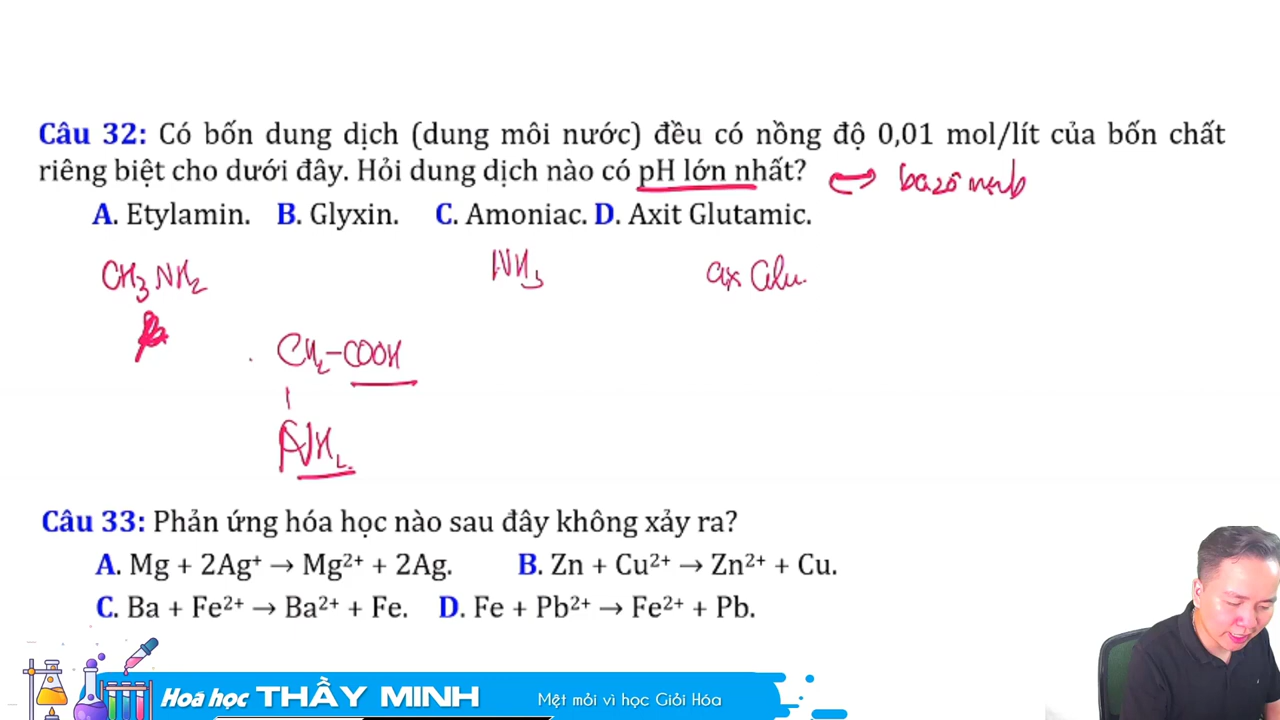 Câu 32: Có bốn dung dịch (dung môi nước) đều có nồng độ 0,01 mol/lít của bốn chất
riêng biệt cho dưới đây. Hỏi dung dịch nào có pH lớn nhất?
bazơ mạnh
A. Etylamin. B. Glyxin. C. Amoniac. D. Axit Glutamic.
CH₃NH₂
NH₃
ax Glu.
CH₂-COOH
NH₂
Câu 33: Phản ứng hóa học nào sau đây không xảy ra?
A. Mg + 2Ag⁺ → Mg²⁺ + 2Ag. B. Zn + Cu²⁺ → Zn²⁺ + Cu.
C. Ba + Fe²⁺ → Ba²⁺ + Fe. D. Fe + Pb²⁺ → Fe²⁺ + Pb.
Hoá học THẦY MINH
Mệt mỏi vì học Giỏi Hóa